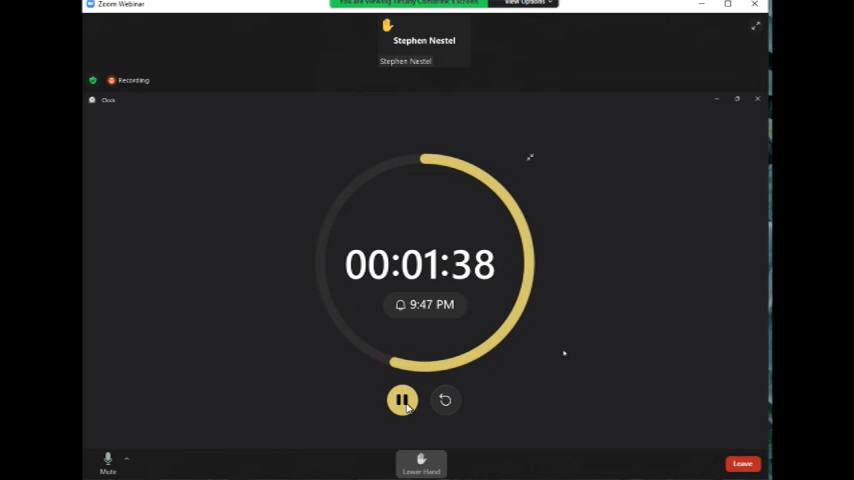 Zoom Webinar
You are viewing Tiffany Comstock's screen
View Options
Stephen Nestel
Stephen Nestel
Recording
Clock
00:01:38
9:47 PM
Mute
Lower Hand
Leave